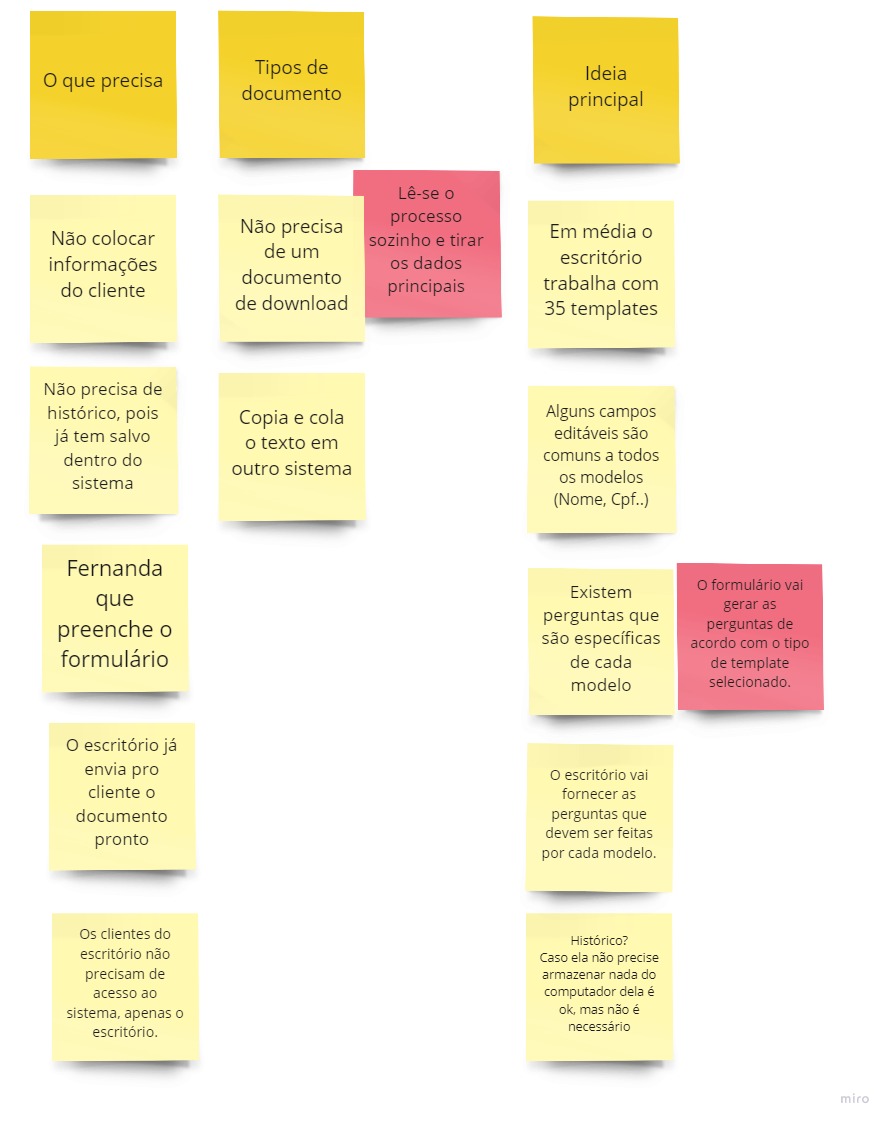 O que precisa
Tipos de
documento
Ideia
principal
Não colocar
informações
do cliente
Não precisa
de um
documento
de download
Lê-se o
processo
sozinho e tirar
os dados
principais
Em média o
escritório
trabalha com
35 templates
Não precisa de
histórico, pois
já tem salvo
dentro do
sistema
Copia e cola
o texto em
outro sistema
Alguns campos
editáveis são
comuns a todos
os modelos
(Nome, Cpf..)
Fernanda
que
preenche o
formulário
Existem
perguntas que
são específicas
de cada
modelo
O formulário vai
gerar as
perguntas de
acordo com o tipo
de template
selecionado.
O escritório já
envia pro
cliente o
documento
pronto
O escritório vai
fornecer as
perguntas que
devem ser feitas
por cada modelo.
Os clientes do
escritório não
precisam de
acesso ao
sistema, apenas o
escritório.
Histórico?
Caso ela não precise
armazenar nada do
computador dela é
ok, mas não é
necessário
miro